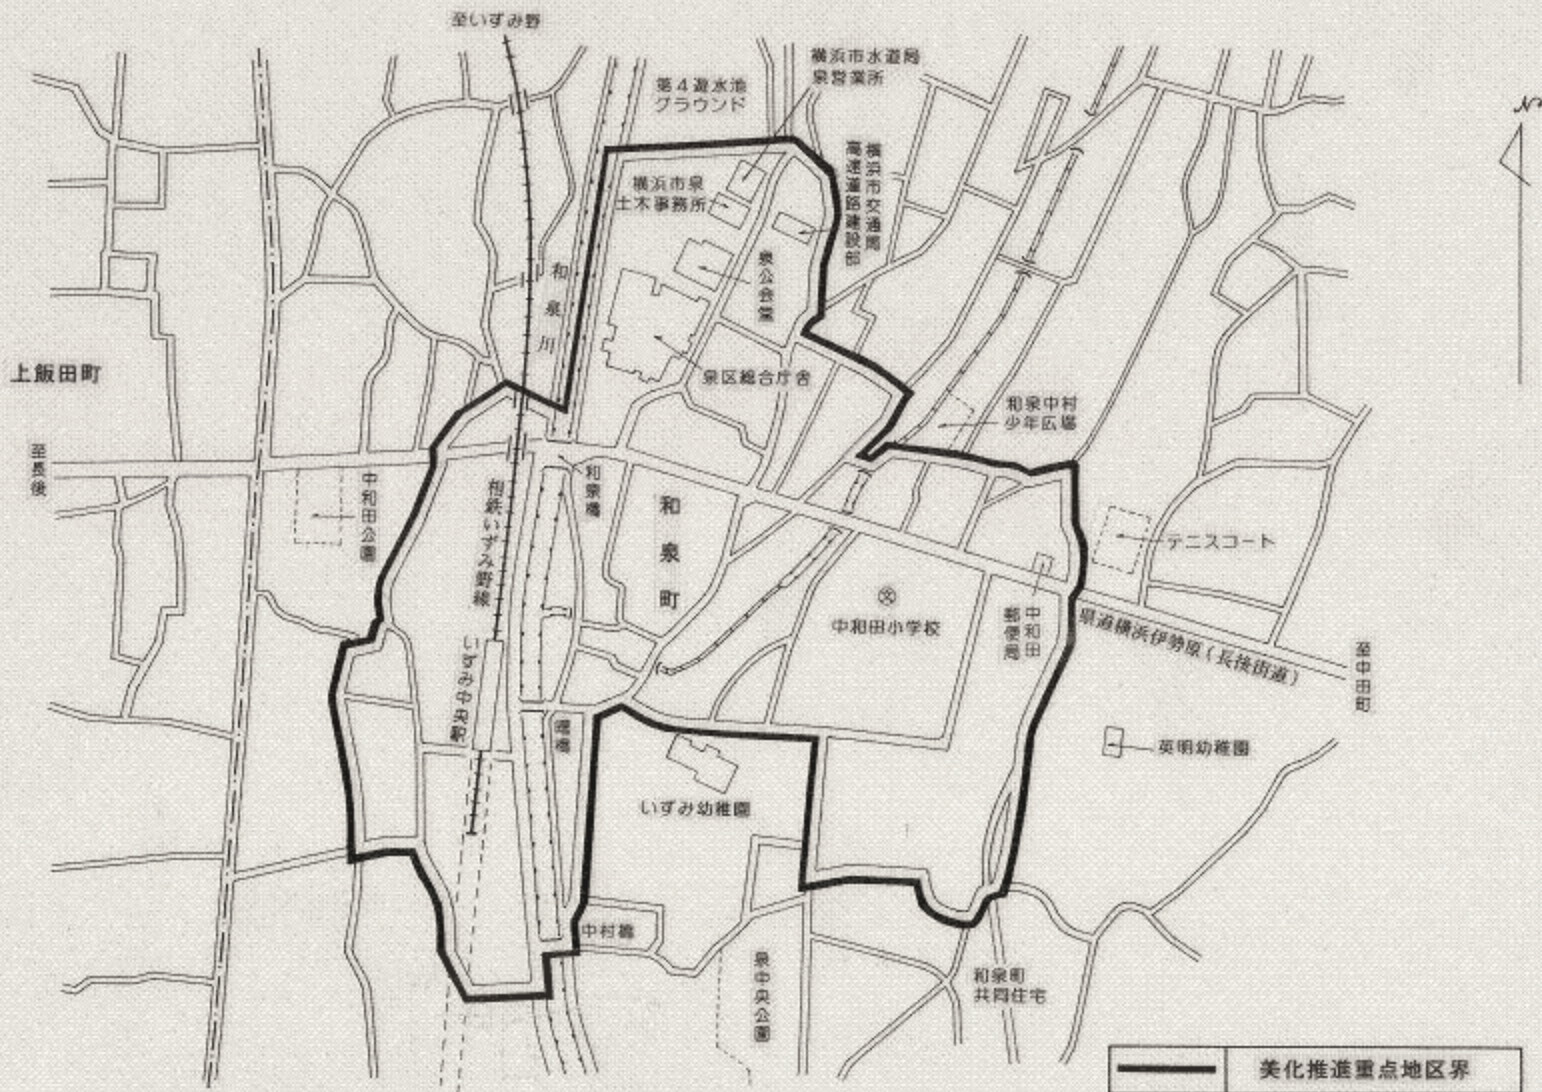 至いずみ野
横浜市水道局
泉営業所
第4遊水池
グラウンド
N
横浜市交通局
高速道路建設部
横浜市泉
土木事務所
泉公会堂
和泉川
泉区総合庁舎
上飯田町
和泉中村
少年広場
至長後
中和田公園
相鉄いずみ野線
和泉橋
和泉町
テニスコート
文
中和田小学校
中和田
郵便局
県道横浜伊勢原(長後街道)
至中田町
いずみ中央駅
曙橋
英明幼稚園
いずみ幼稚園
中村橋
泉中央公園
和泉町
共同住宅
美化推進重点地区界